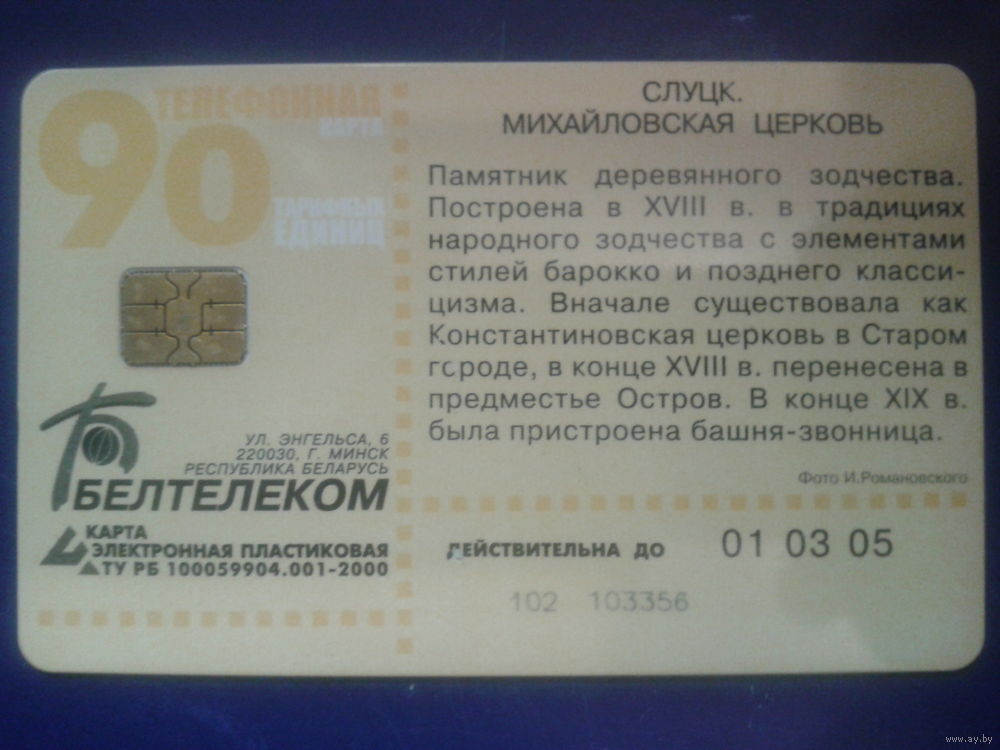 90
ТЕЛЕФОННАЯ
КАРТА
ТАРИФНЫХ
ЕДИНИЦ
УЛ. ЭНГЕЛЬСА, 6
220030, Г. МИНСК
РЕСПУБЛИКА БЕЛАРУСЬ
БЕЛТЕЛЕКОМ
КАРТА
ЭЛЕКТРОННАЯ ПЛАСТИКОВАЯ
ТУ РБ 100059904.001-2000
СЛУЦК.
МИХАЙЛОВСКАЯ ЦЕРКОВЬ
Памятник деревянного зодчества.
Построена в XVIII в. в традициях
народного зодчества с элементами
стилей барокко и позднего класси-
цизма. Вначале существовала как
Константиновская церковь в Старом
городе, в конце XVIII в. перенесена в
предместье Остров. В конце XIX в.
была пристроена башня-звонница.
Фото И.Романовского
ДЕЙСТВИТЕЛЬНА ДО 01 03 05
102 103356
www.ay.by